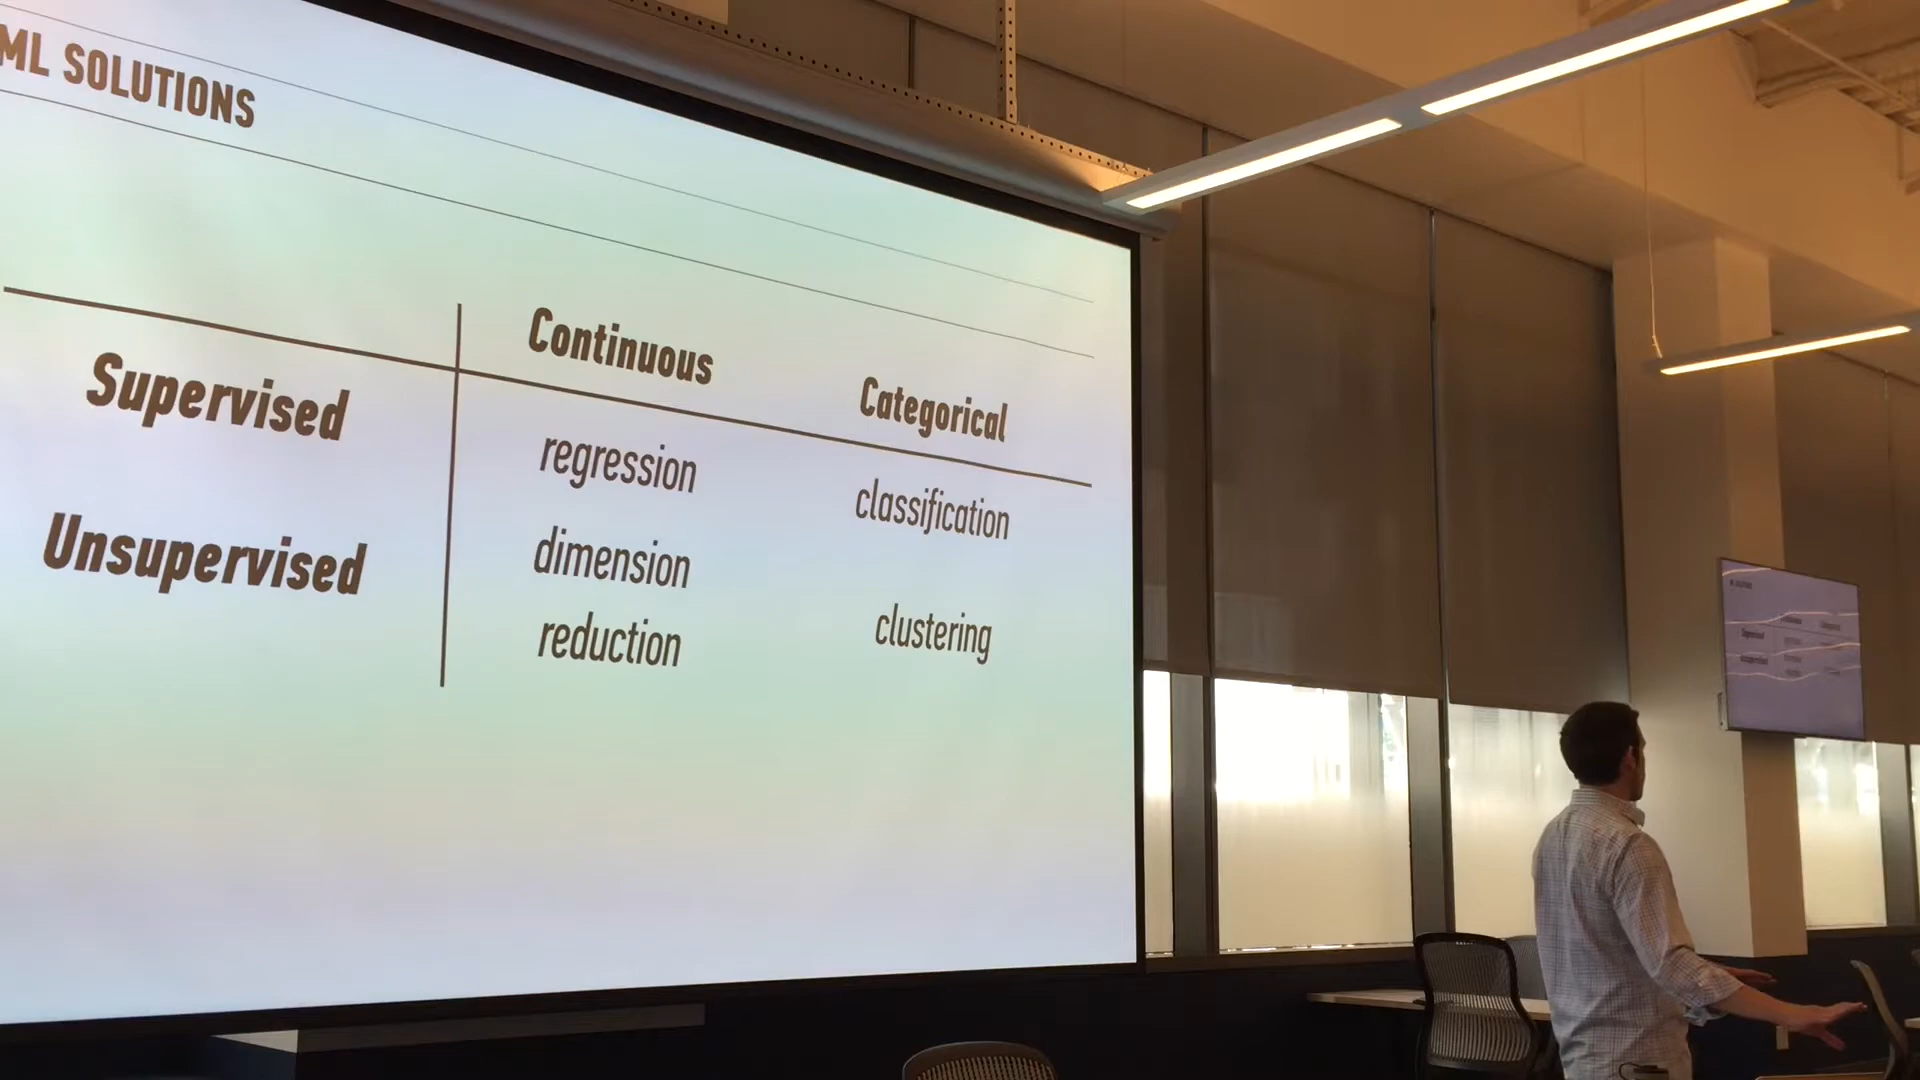 ML SOLUTIONS
Continuous Categorical
Supervised regression classification
Unsupervised dimension
reduction clustering